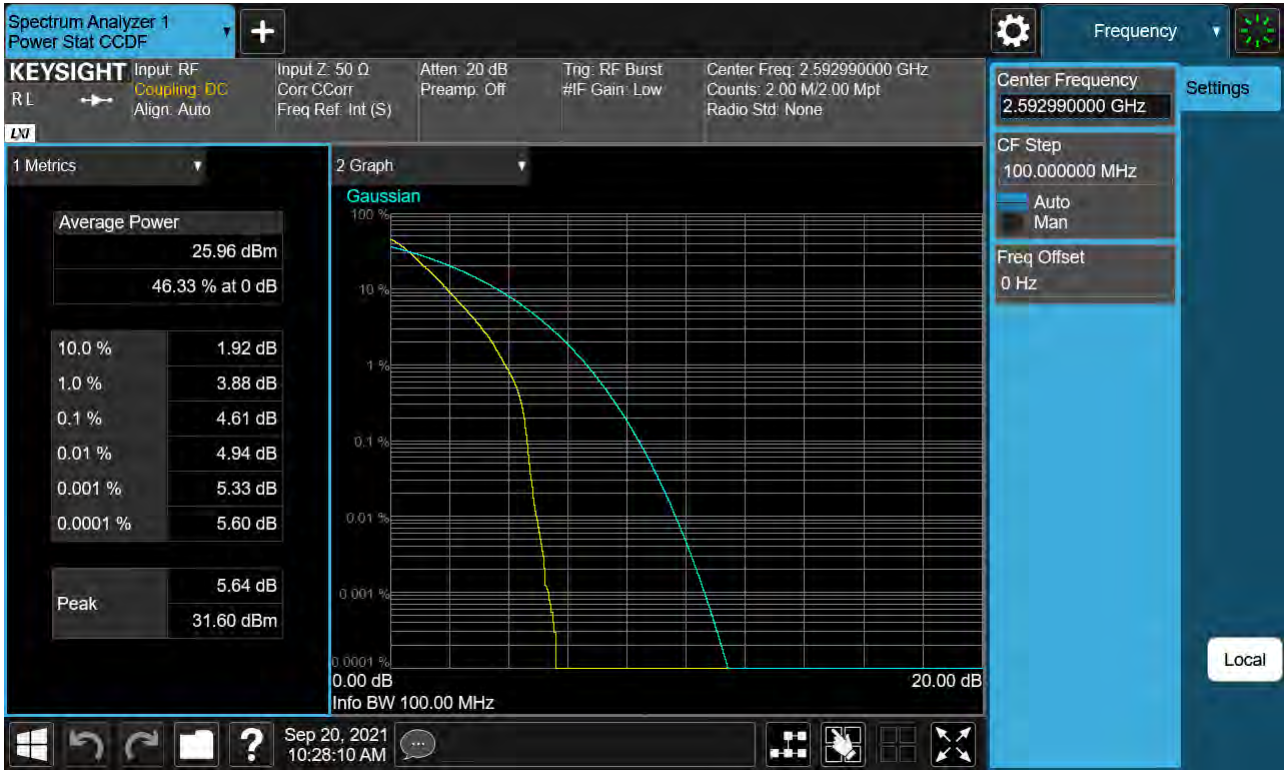 Spectrum Analyzer 1
Power Stat CCDF
+
Frequency
KEYSIGHT
R L
LXI
Input: RF
Coupling: DC
Align: Auto
Input Z: 50 Ω
Corr CCorr
Freq Ref: Int (S)
Atten: 20 dB
Preamp: Off
Trig: RF Burst
#IF Gain: Low
Center Freq: 2.592990000 GHz
Counts: 2.00 M/2.00 Mpt
Radio Std: None
1 Metrics
Average Power
25.96 dBm
46.33 % at 0 dB
10.0 % 1.92 dB
1.0 % 3.88 dB
0.1 % 4.61 dB
0.01 % 4.94 dB
0.001 % 5.33 dB
0.0001 % 5.60 dB
Peak
5.64 dB
31.60 dBm
2 Graph
Gaussian
100 %
10 %
1 %
0.1 %
0.01 %
0.001 %
0.0001 %
0.00 dB
20.00 dB
Info BW 100.00 MHz
Center Frequency
2.592990000 GHz
CF Step
100.000000 MHz
Auto
Man
Freq Offset
0 Hz
Settings
Local
?
Sep 20, 2021
10:28:10 AM